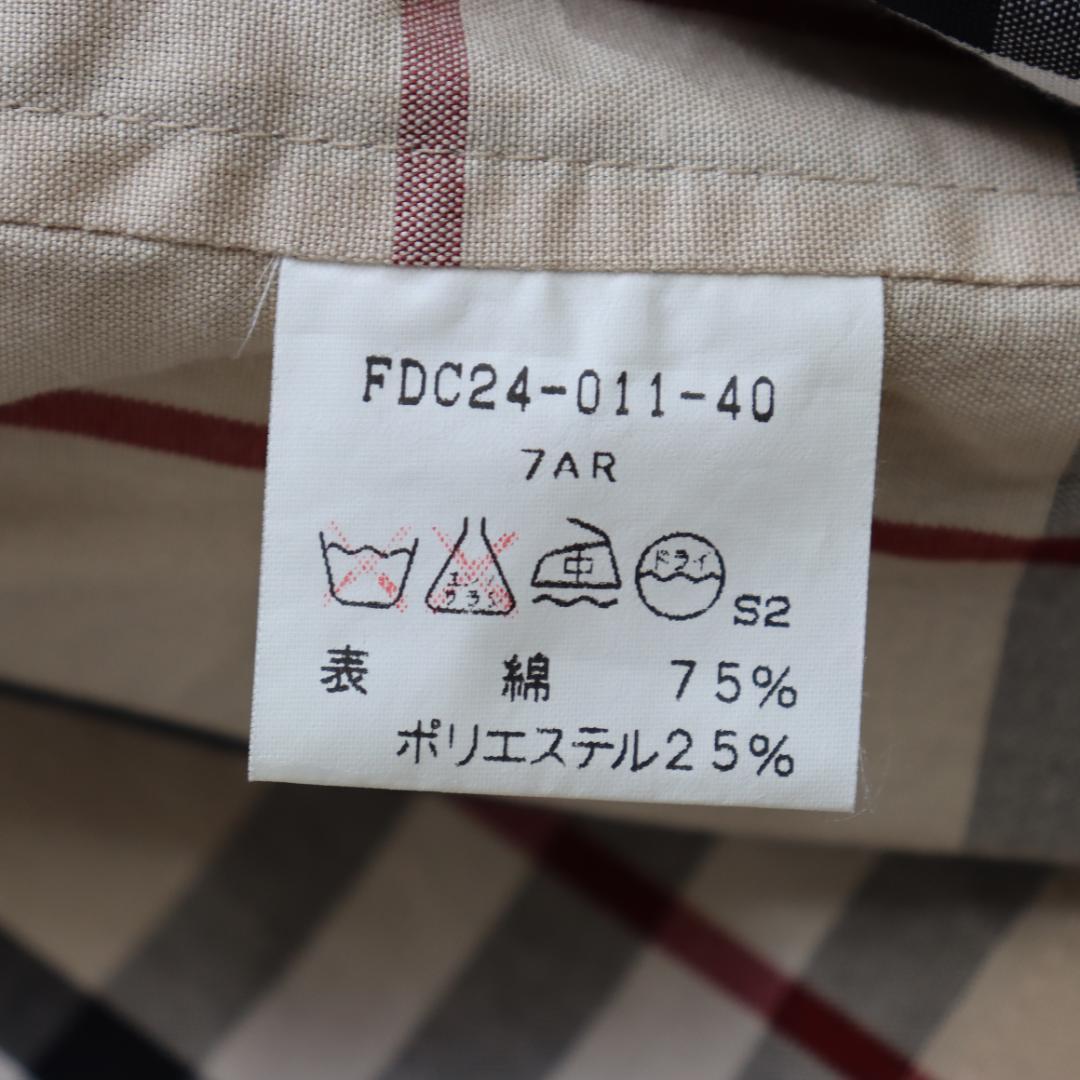 FDC24-011-40
7AR
エンソ
サラシ
中
ドライ
S2
表 綿 75%
ポリエステル25%